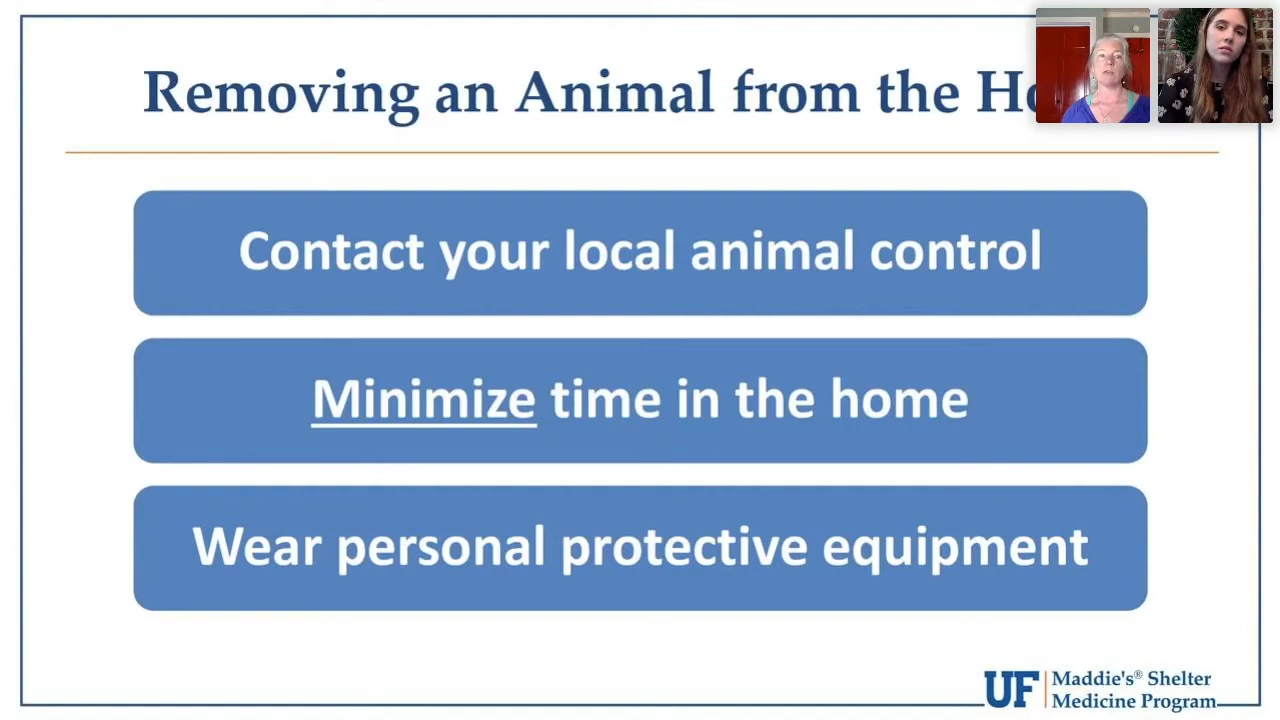 Removing an Animal from the Ho
Contact your local animal control
Minimize time in the home
Wear personal protective equipment
UF Maddie's® Shelter
Medicine Program